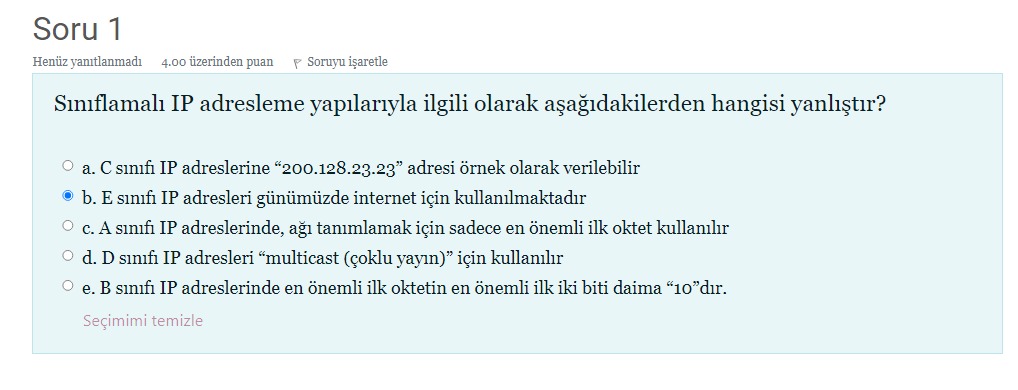 Soru 1
Henüz yanıtlanmadı 4.00 üzerinden puan Soruyu işaretle
Sınıflamalı IP adresleme yapılarıyla ilgili olarak aşağıdakilerden hangisi yanlıştır?
a. C sınıfı IP adreslerine “200.128.23.23” adresi örnek olarak verilebilir
b. E sınıfı IP adresleri günümüzde internet için kullanılmaktadır
c. A sınıfı IP adreslerinde, ağı tanımlamak için sadece en önemli ilk oktet kullanılır
d. D sınıfı IP adresleri “multicast (çoklu yayın)” için kullanılır
e. B sınıfı IP adreslerinde en önemli ilk oktetin en önemli ilk iki biti daima “10”dır.
Seçimimi temizle